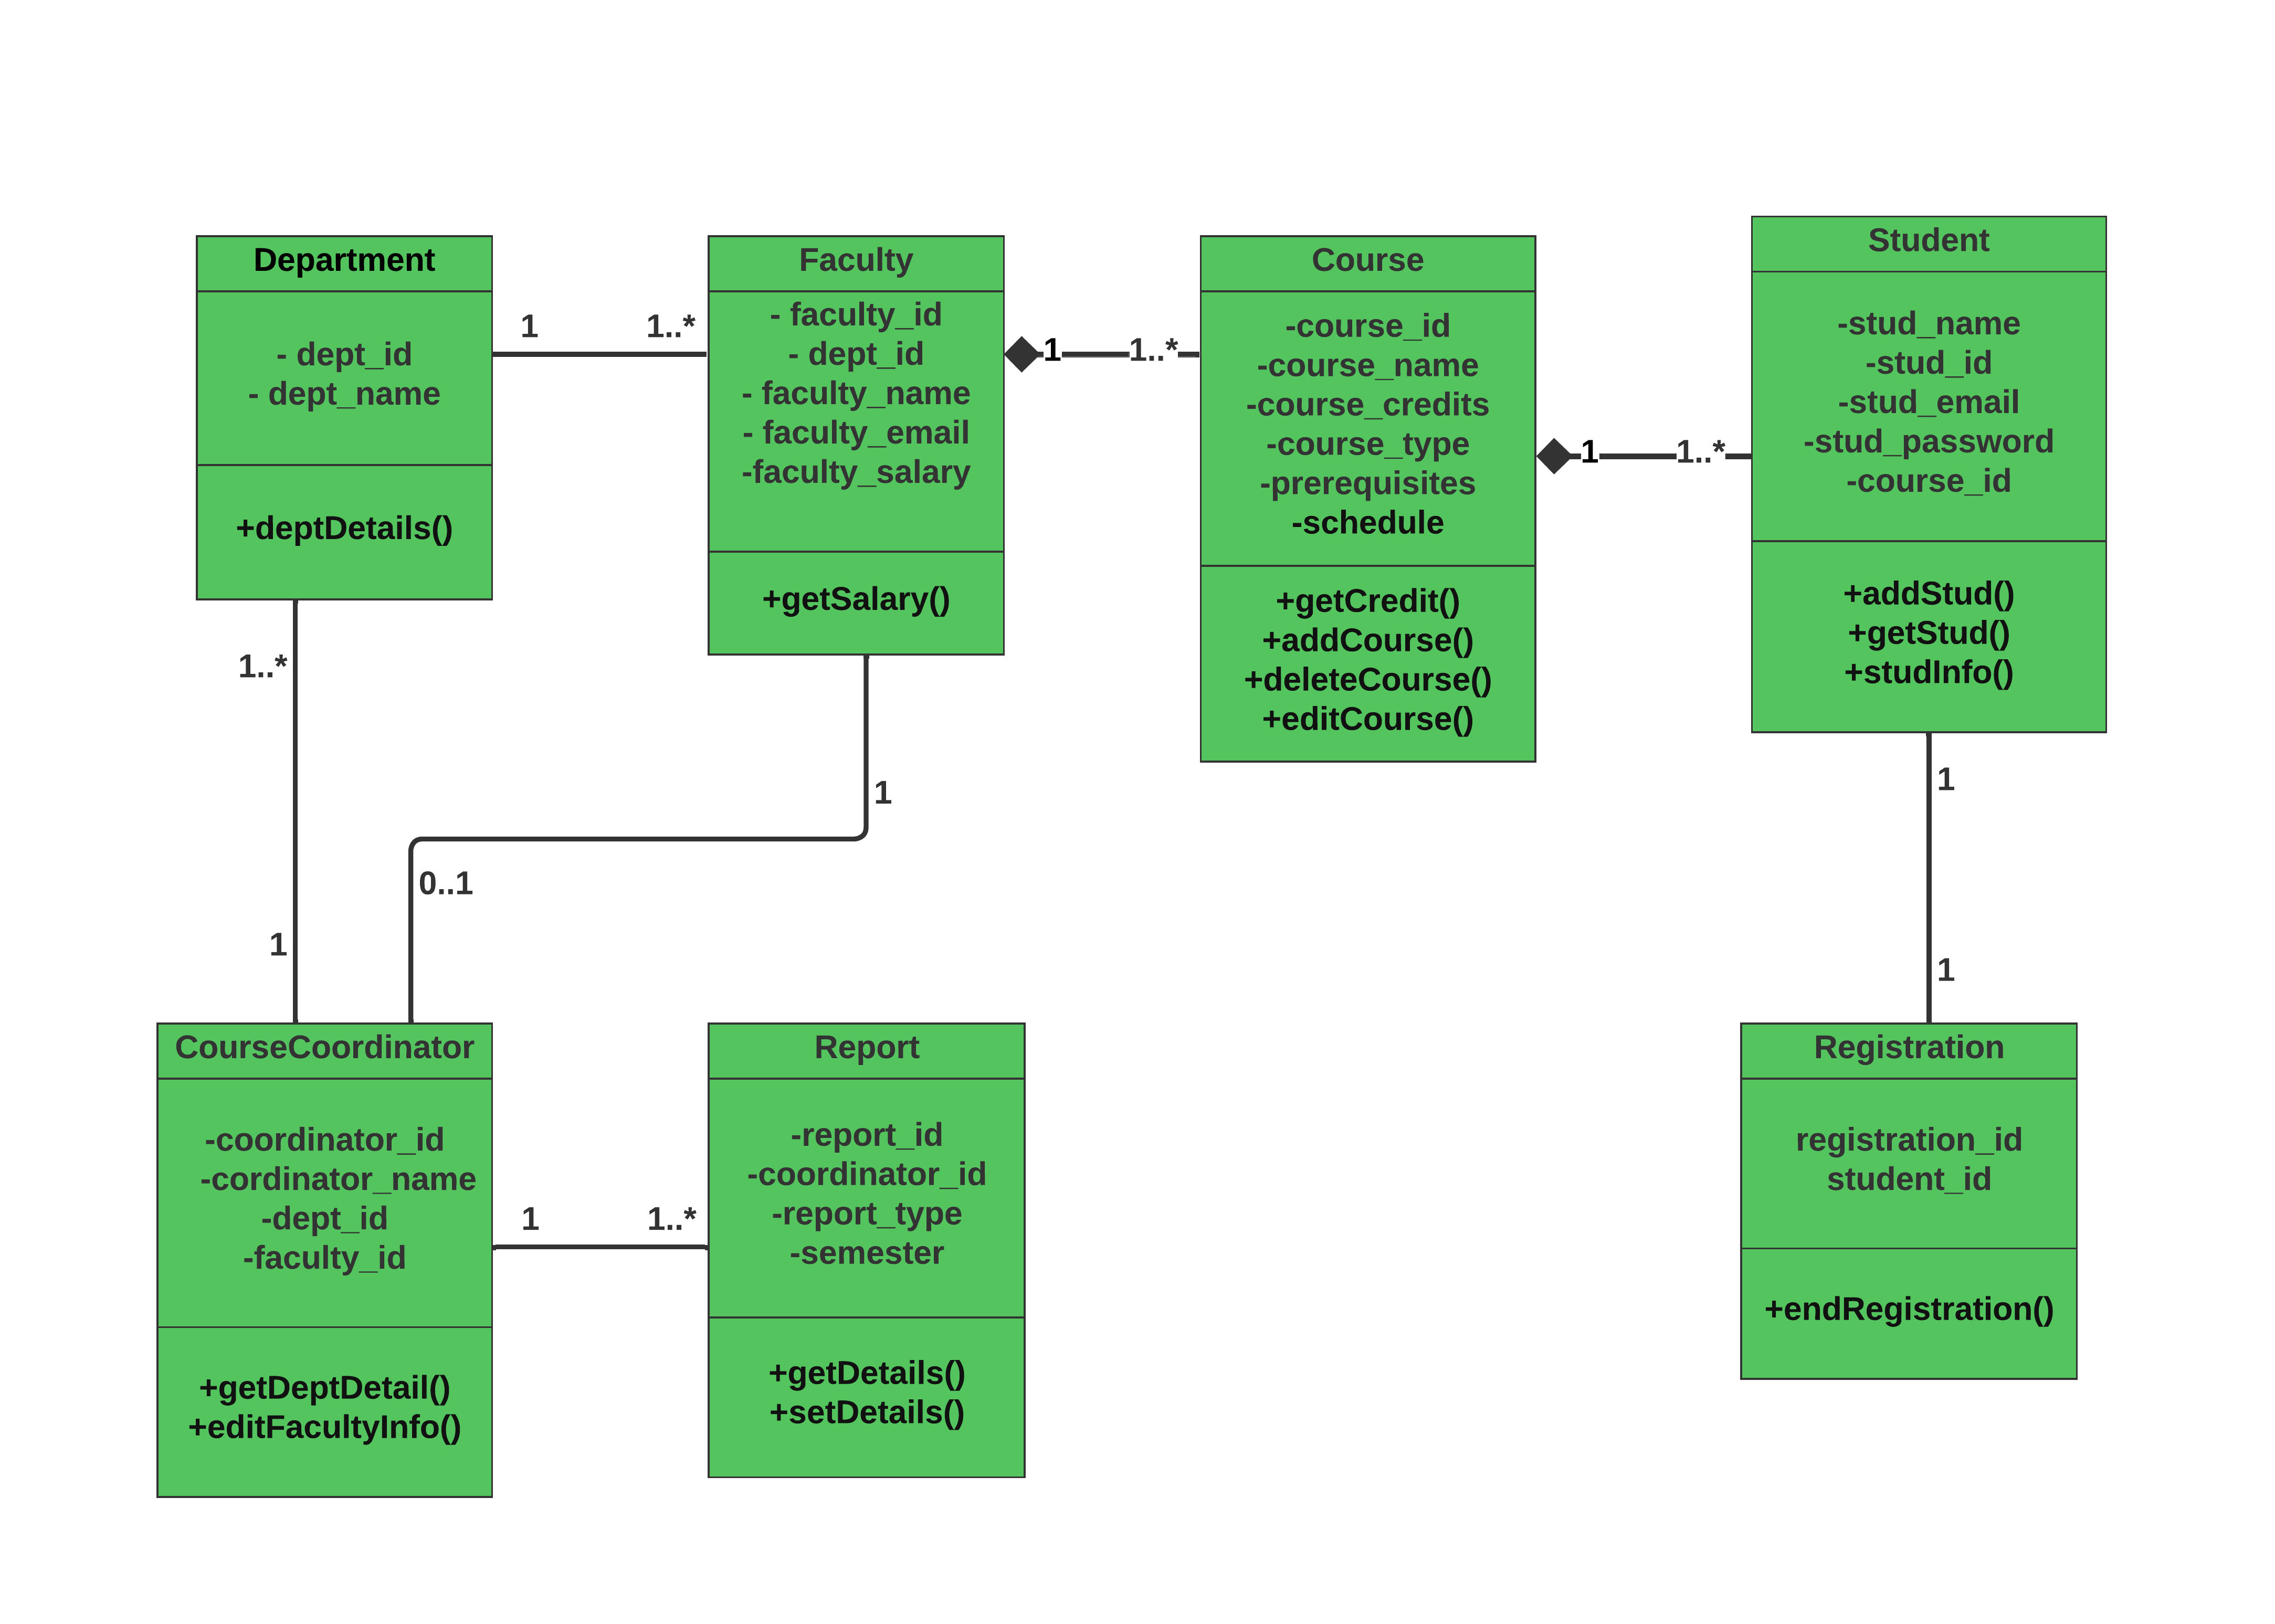 Department
- dept_id
- dept_name
+deptDetails()
1
1..*
Faculty
- faculty_id
- dept_id
- faculty_name
- faculty_email
-faculty_salary
+getSalary()
1
1..*
Course
-course_id
-course_name
-course_credits
-course_type
-prerequisites
-schedule
+getCredit()
+addCourse()
+deleteCourse()
+editCourse()
1
1..*
Student
-stud_name
-stud_id
-stud_email
-stud_password
-course_id
+addStud()
+getStud()
+studInfo()
1..*
1
1
0..1
1
1
CourseCoordinator
-coordinator_id
-cordinator_name
-dept_id
-faculty_id
+getDeptDetail()
+editFacultyInfo()
1
1..*
Report
-report_id
-coordinator_id
-report_type
-semester
+getDetails()
+setDetails()
Registration
registration_id
student_id
+endRegistration()